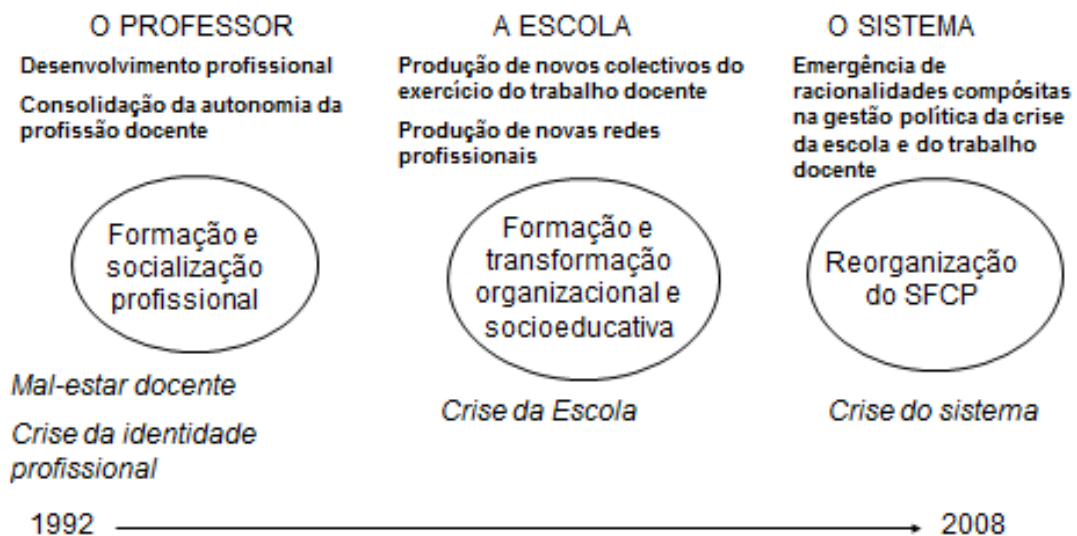 O PROFESSOR
Desenvolvimento profissional
Consolidação da autonomia da
profissão docente
Formação e
socialização
profissional
Mal-estar docente
Crise da identidade
profissional
A ESCOLA
Produção de novos colectivos do
exercício do trabalho docente
Produção de novas redes
profissionais
Formação e
transformação
organizacional e
socioeducativa
Crise da Escola
O SISTEMA
Emergência de
racionalidades compósitas
na gestão política da crise
da escola e do trabalho
docente
Reorganização
do SFCP
Crise do sistema
1992
2008